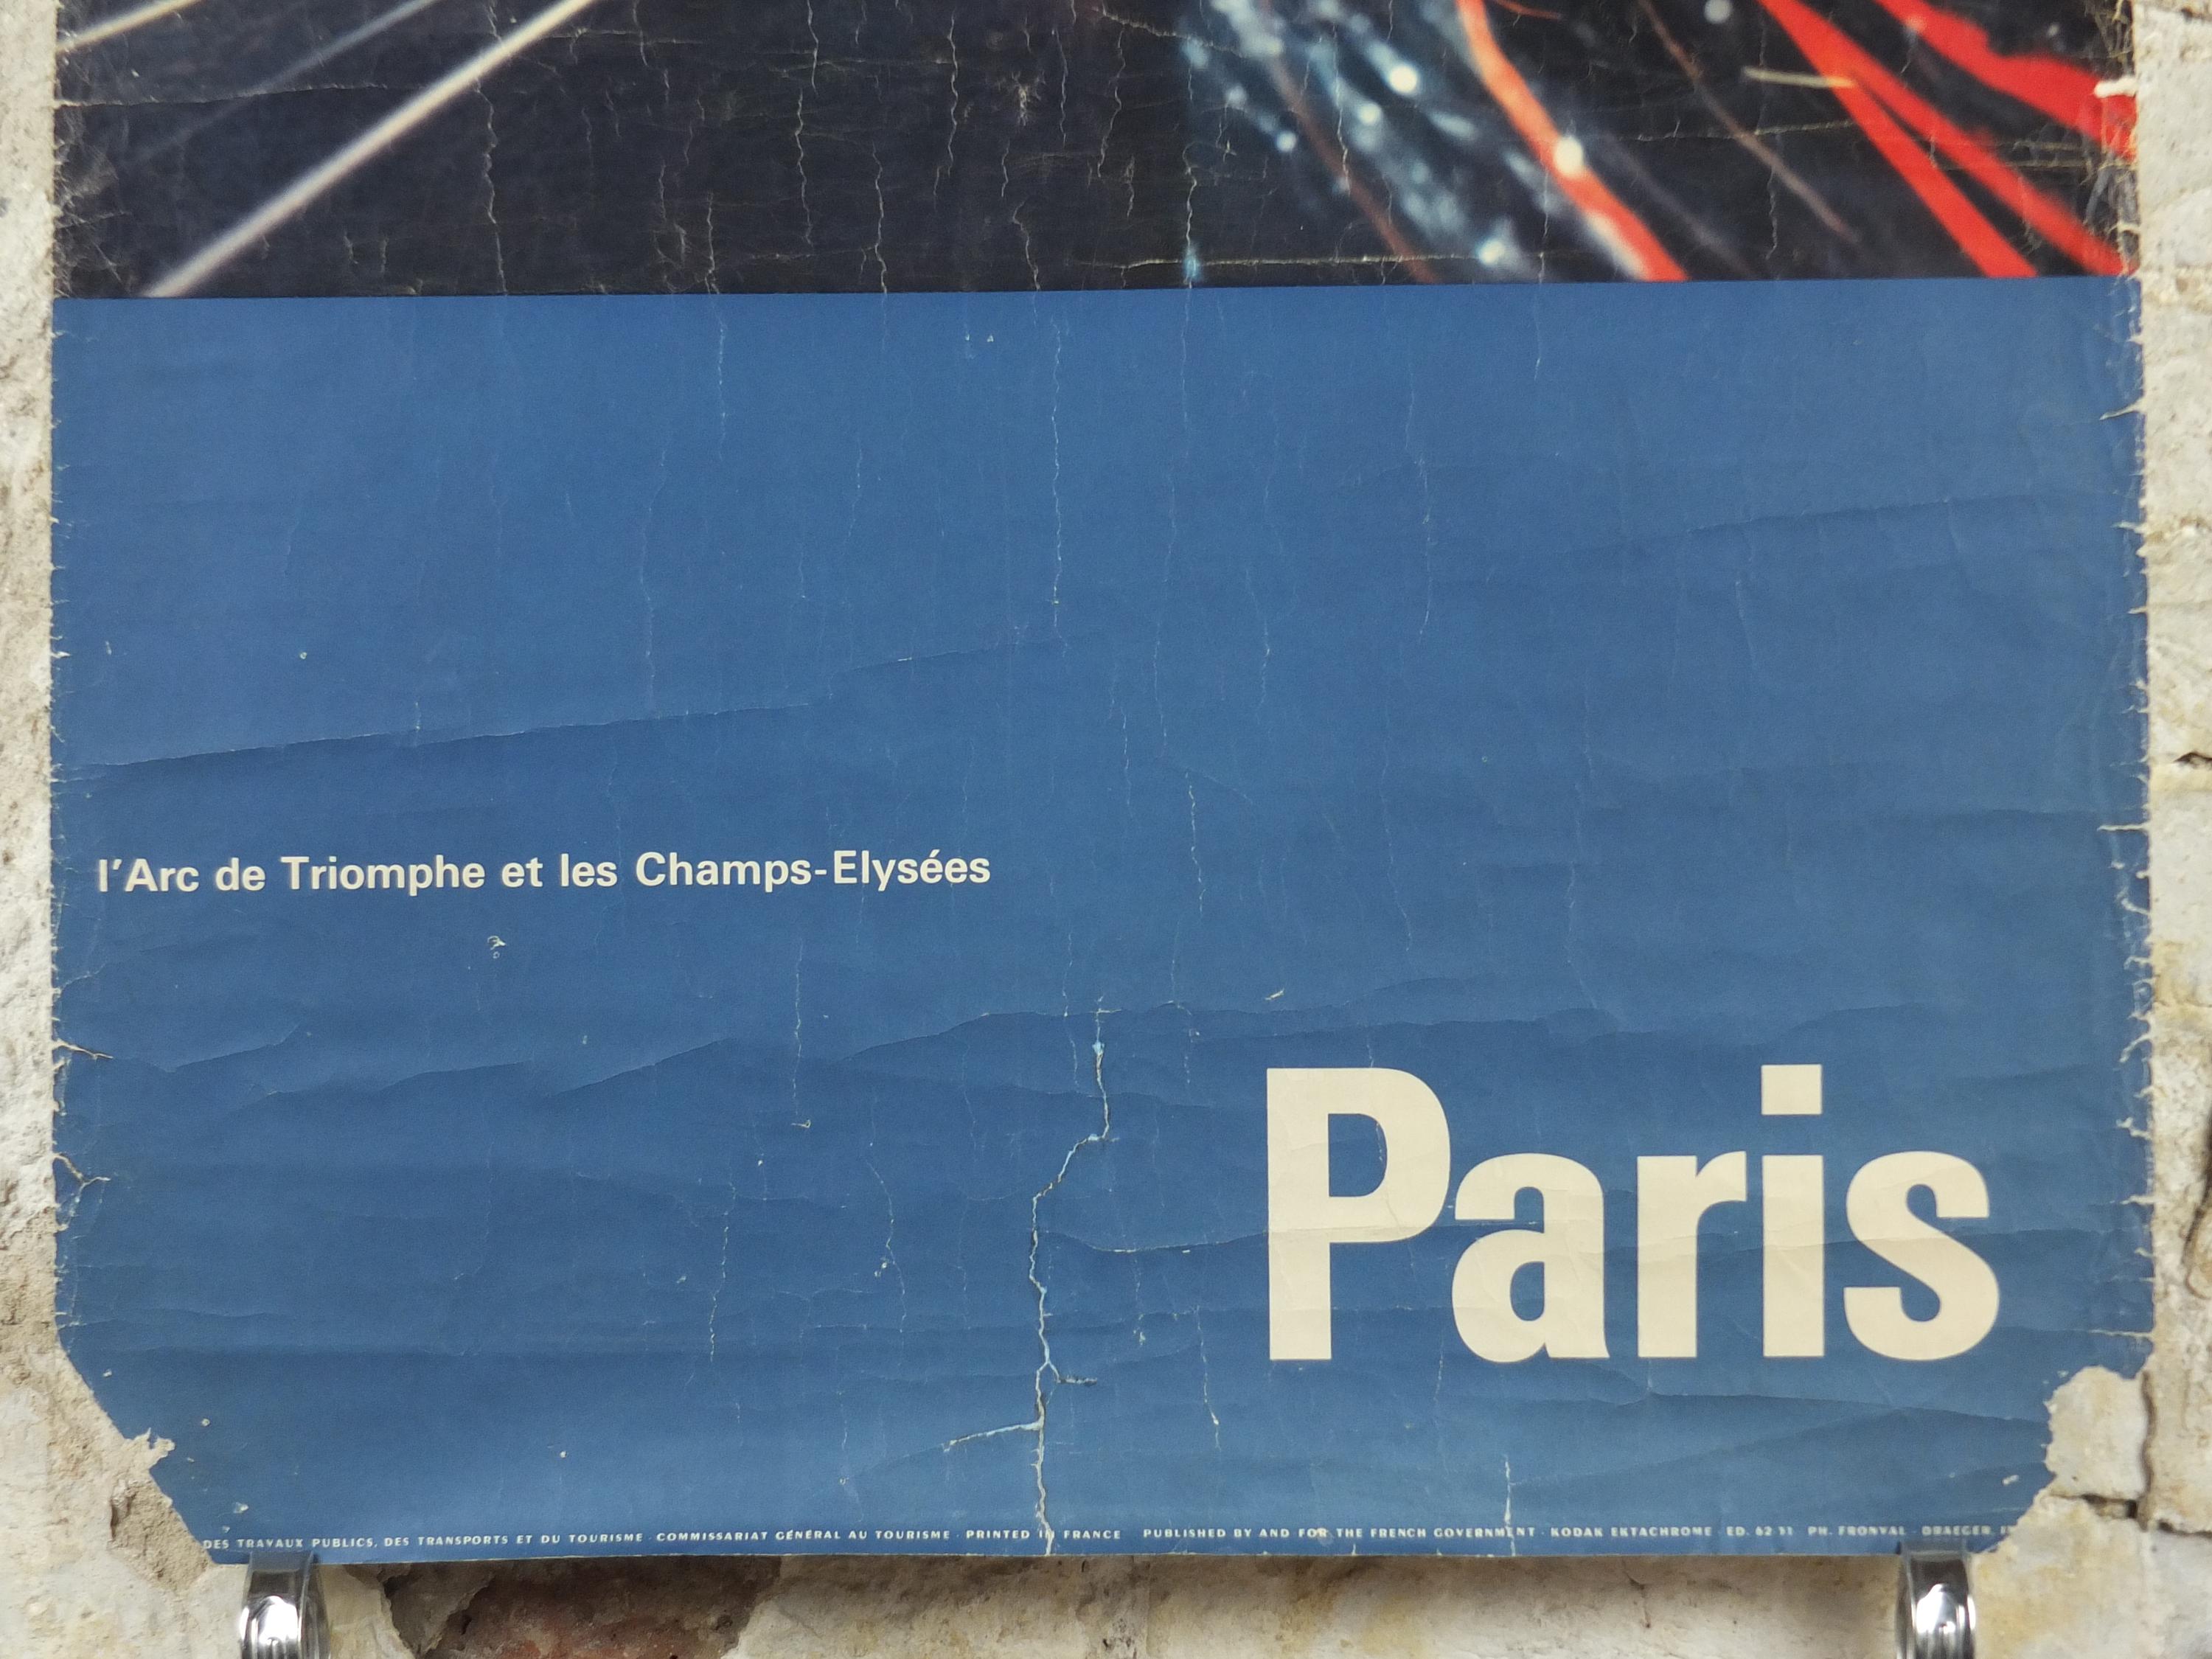 l'Arc de Triomphe et les Champs-Elysées
Paris
DES TRAVAUX PUBLICS, DES TRANSPORTS ET DU TOURISME COMMISSARIAT GÉNÉRAL AU TOURISME · PRINTED IN FRANCE PUBLISHED BY AND FOR THE FRENCH GOVERNMENT · KODAK EKTACHROME · ED. 62 PH. FRONVAL · DRAEGER,